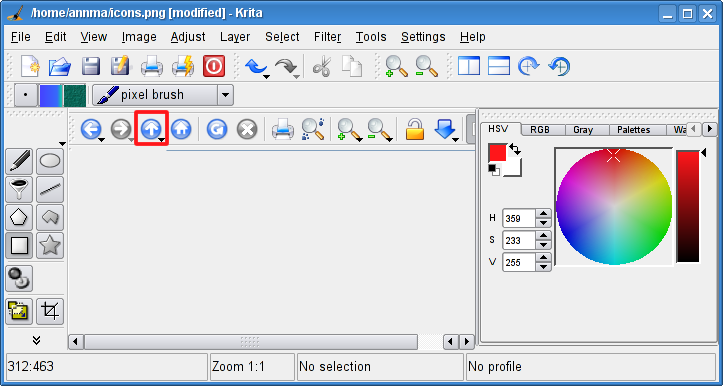 /home/annma/icons.png [modified] - Krita
File Edit View Image Adjust Layer Select Filter Tools Settings Help
pixel brush
HSV RGB Gray Palettes Wa
H 359
S 233
V 255
312:463 Zoom 1:1 No selection No profile